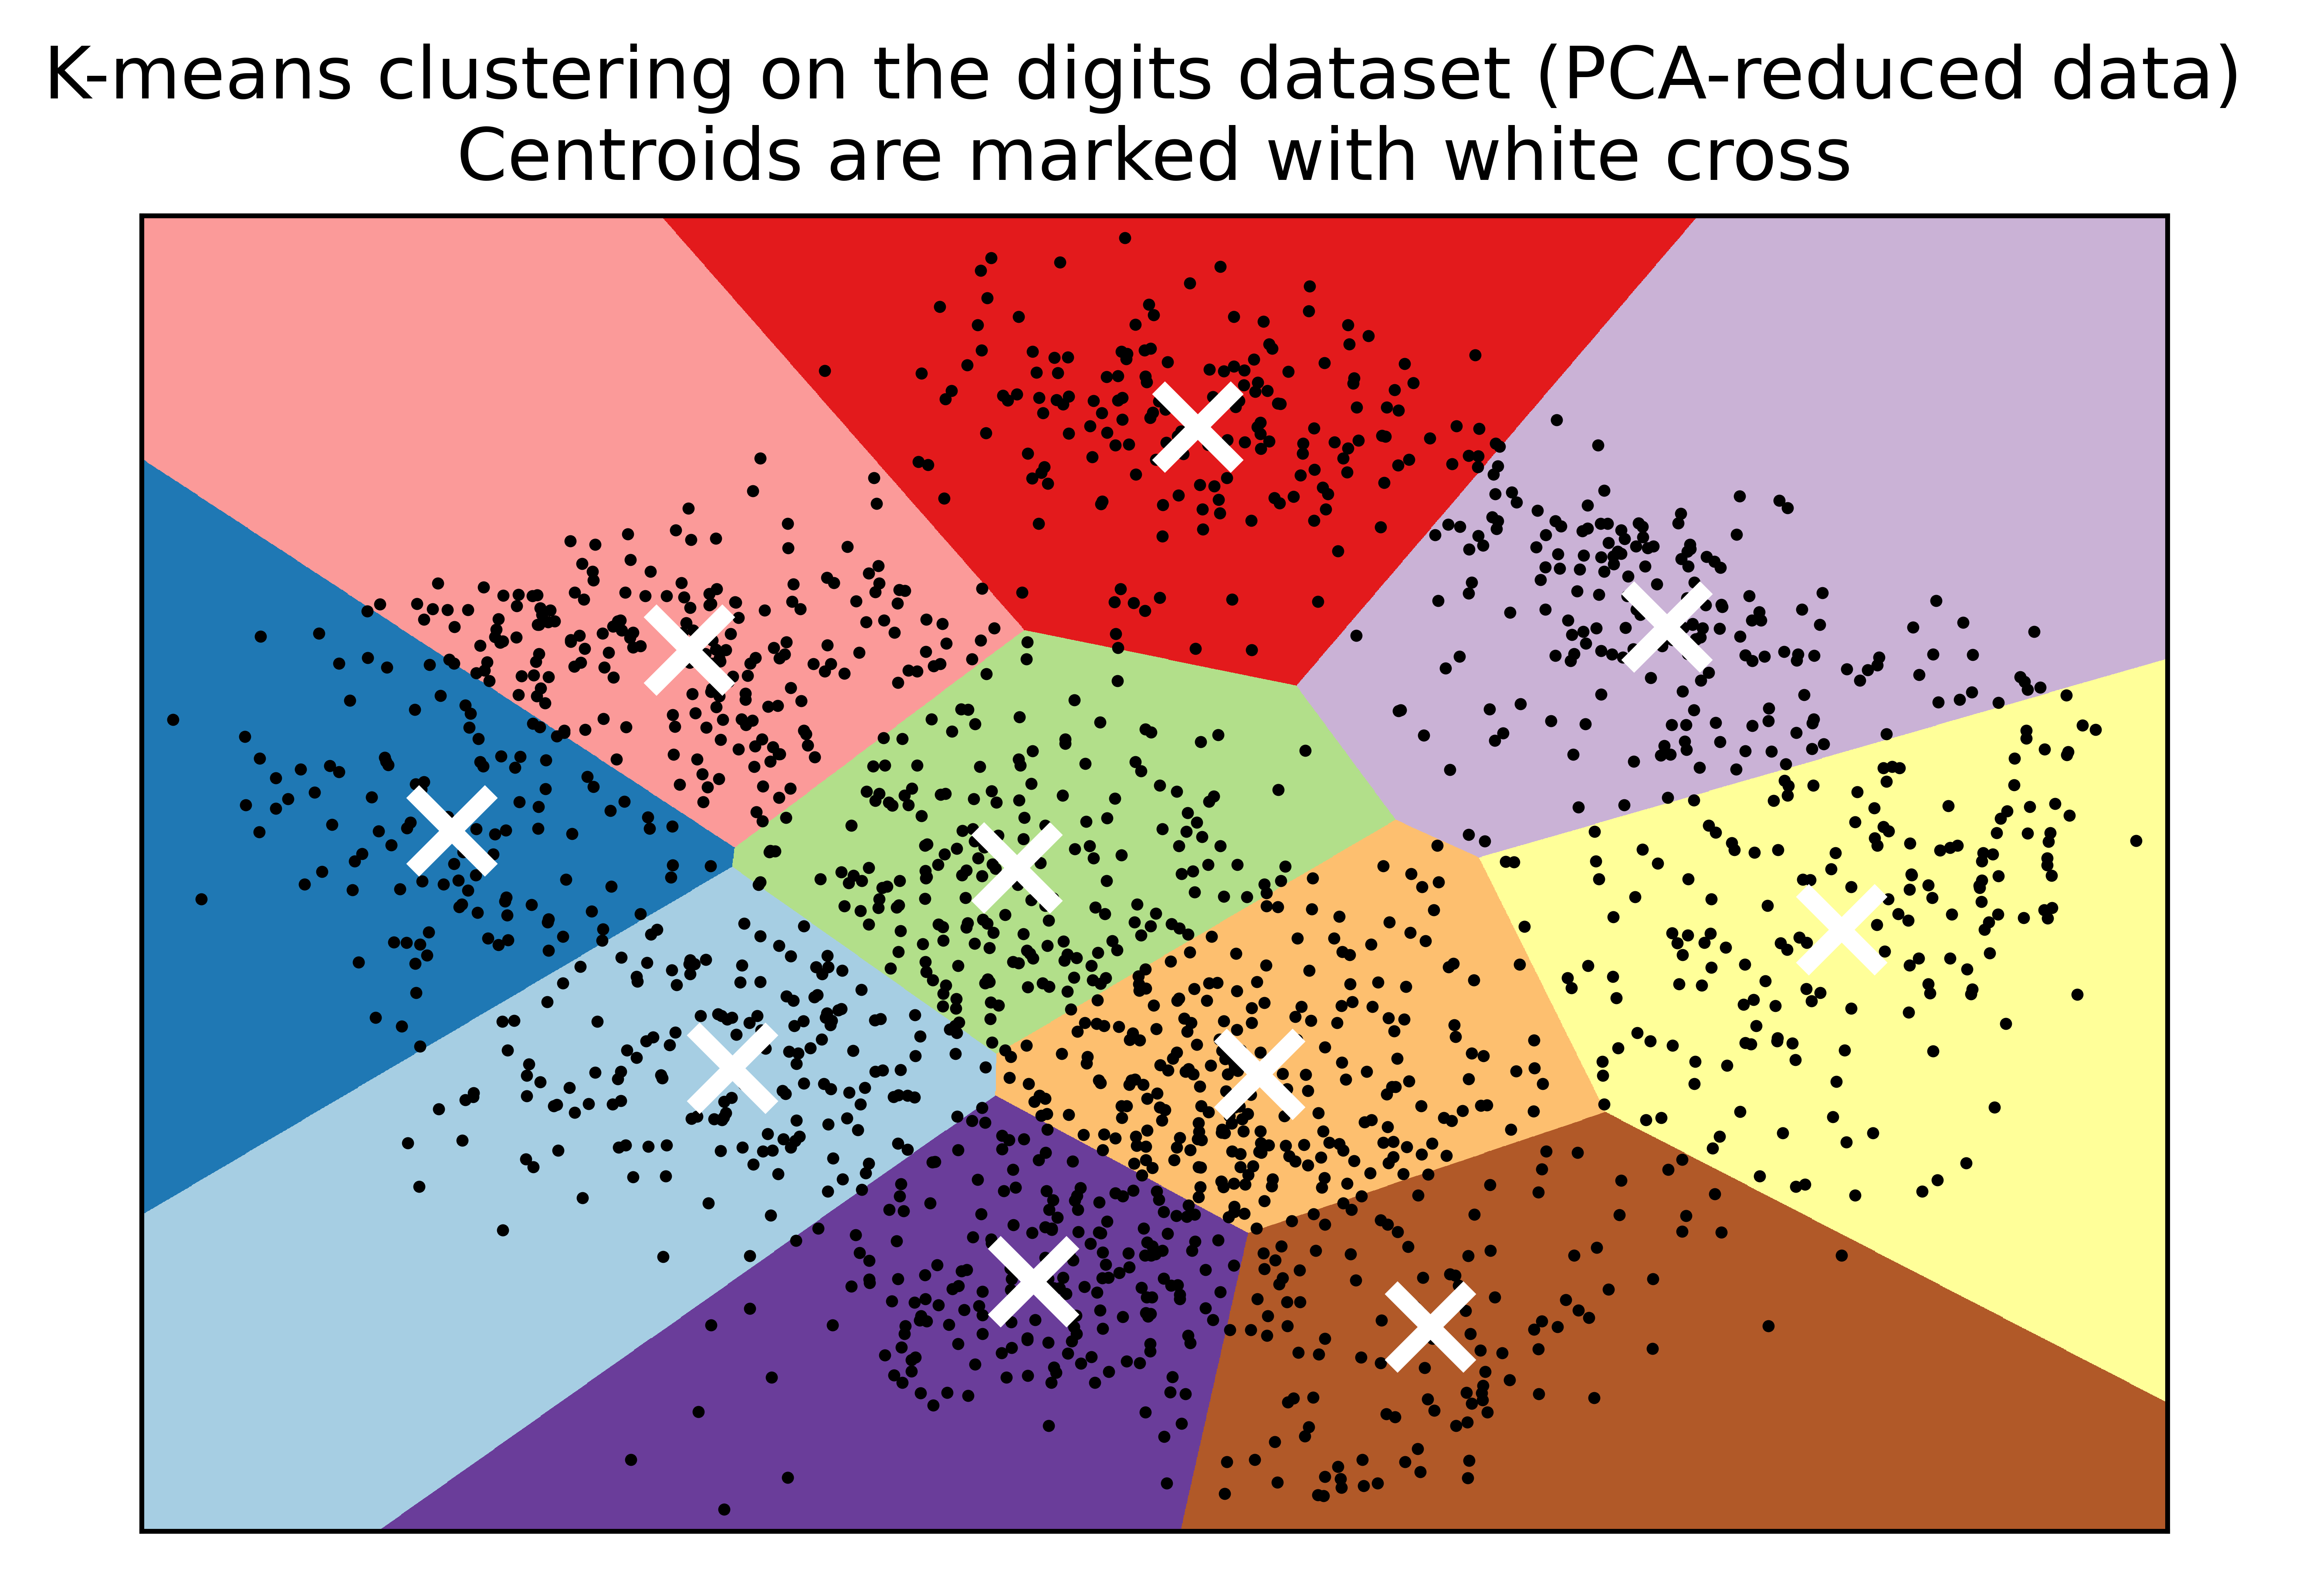 K-means clustering on the digits dataset (PCA-reduced data)
Centroids are marked with white cross